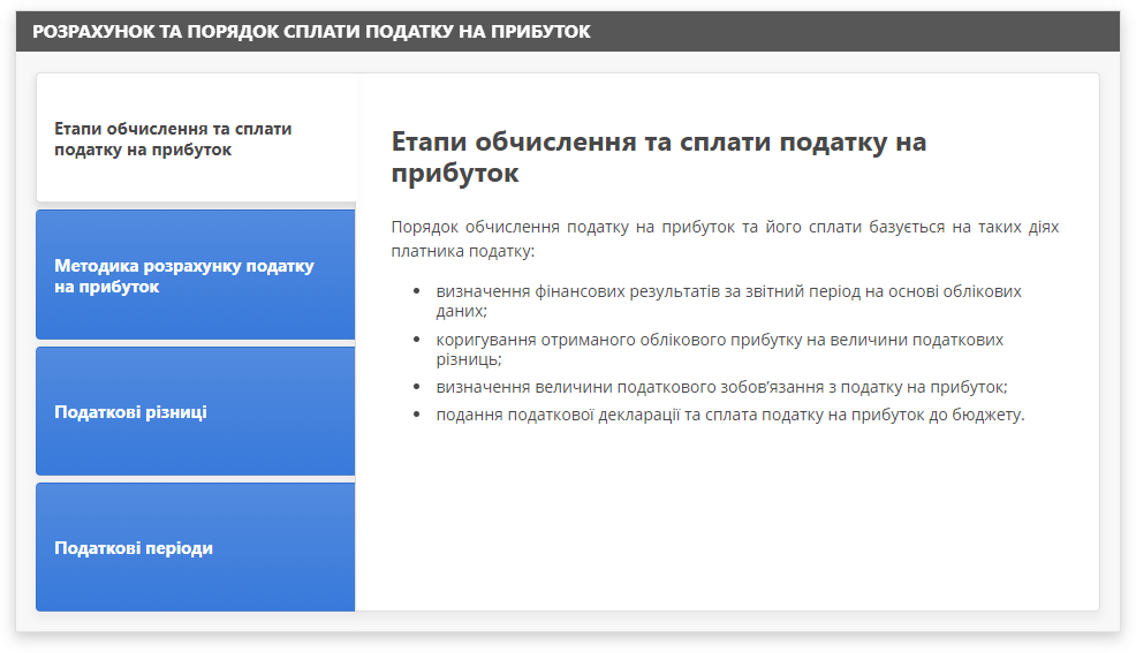 РОЗРАХУНОК ТА ПОРЯДОК СПЛАТИ ПОДАТКУ НА ПРИБУТОК
Етапи обчислення та сплати
податку на прибуток
Методика розрахунку податку
на прибуток
Податкові різниці
Податкові періоди
Етапи обчислення та сплати податку на
прибуток
Порядок обчислення податку на прибуток та його сплати базується на таких діях
платника податку:
• визначення фінансових результатів за звітний період на основі облікових
даних;
• коригування отриманого облікового прибутку на величини податкових
різниць;
• визначення величини податкового зобов’язання з податку на прибуток;
• подання податкової декларації та сплата податку на прибуток до бюджету.